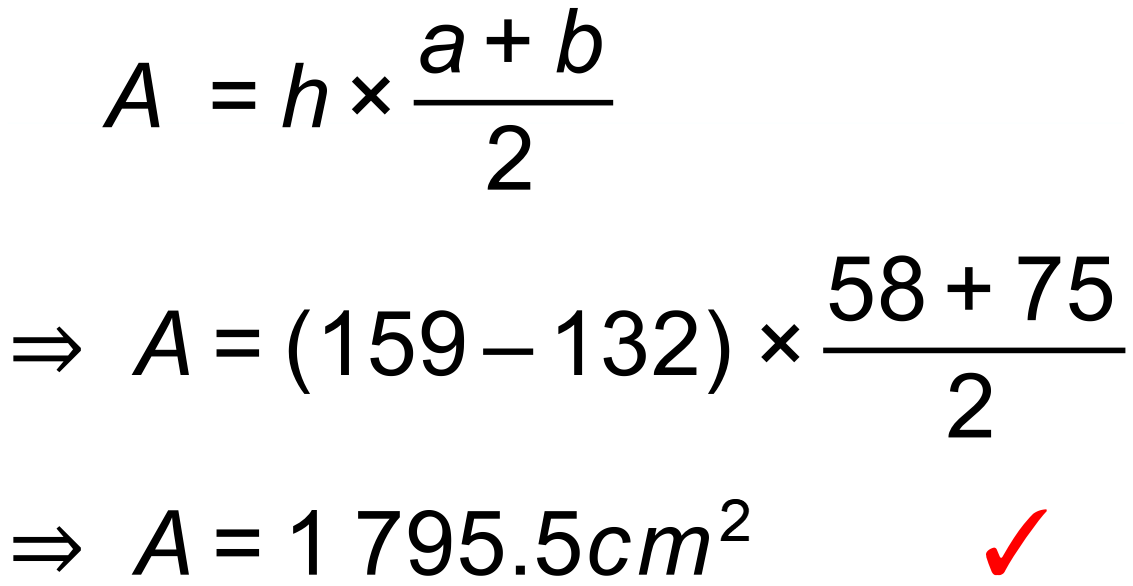 A = h × (a + b)/2
⇒ A = (159 – 132) × (58 + 75)/2
⇒ A = 1 795.5cm² ✓